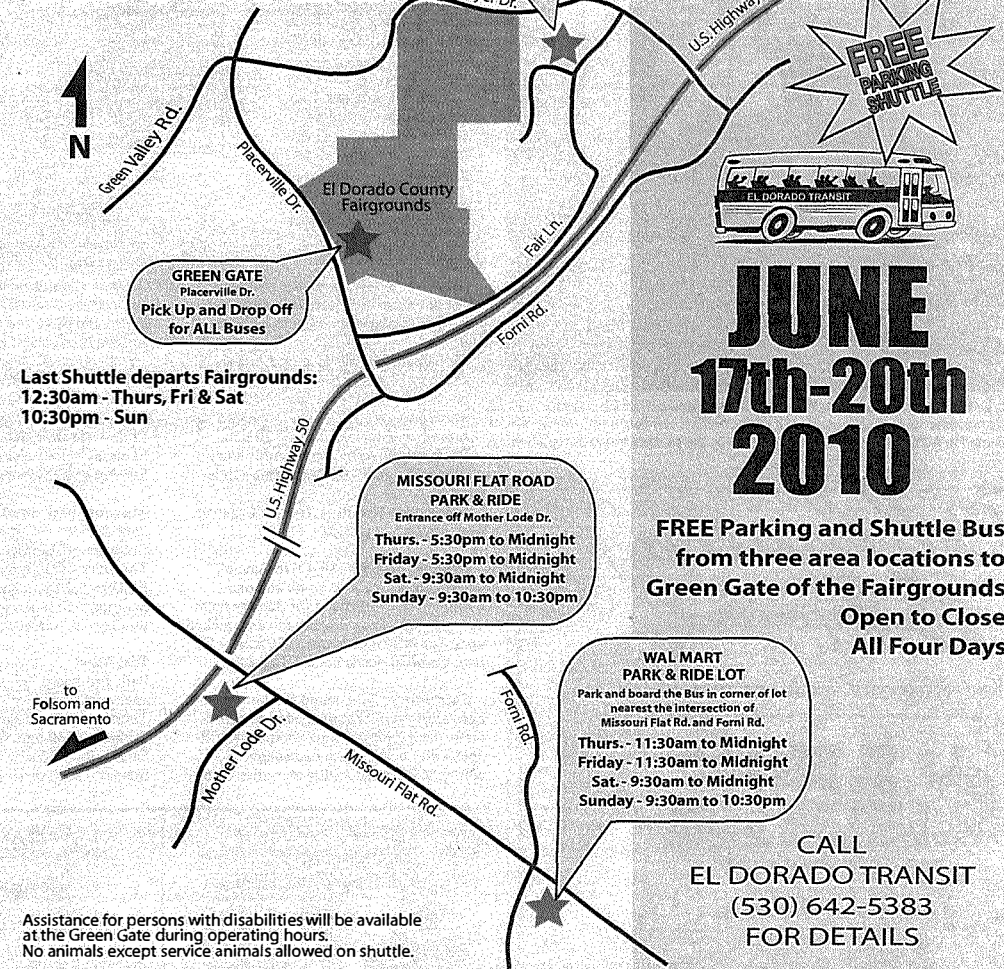 Dr.
U.S. Highway
FREE
PARKING
SHUTTLE
N
Green Valley Rd.
Placerville Dr.
El Dorado County
Fairgrounds
EL DORADO TRANSIT
Fair Ln.
GREEN GATE
Placerville Dr.
Pick Up and Drop Off
for ALL Buses
Forni Rd.
JUNE
17th-20th
2010
Last Shuttle departs Fairgrounds:
12:30am - Thurs, Fri & Sat
10:30pm - Sun
U.S. Highway 50
MISSOURI FLAT ROAD
PARK & RIDE
Entrance off Mother Lode Dr.
Thurs. - 5:30pm to Midnight
Friday - 5:30pm to Midnight
Sat. - 9:30am to Midnight
Sunday - 9:30am to 10:30pm
FREE Parking and Shuttle Bus
from three area locations to
Green Gate of the Fairgrounds
Open to Close
All Four Days
to
Folsom and
Sacramento
Mother Lode Dr.
Missouri Flat Rd.
Forni Rd.
WAL MART
PARK & RIDE LOT
Park and board the Bus in corner of lot
nearest the intersection of
Missouri Flat Rd. and Forni Rd.
Thurs. - 11:30am to Midnight
Friday - 11:30am to Midnight
Sat. - 9:30am to Midnight
Sunday - 9:30am to 10:30pm
CALL
EL DORADO TRANSIT
(530) 642-5383
FOR DETAILS
Assistance for persons with disabilities will be available
at the Green Gate during operating hours.
No animals except service animals allowed on shuttle.